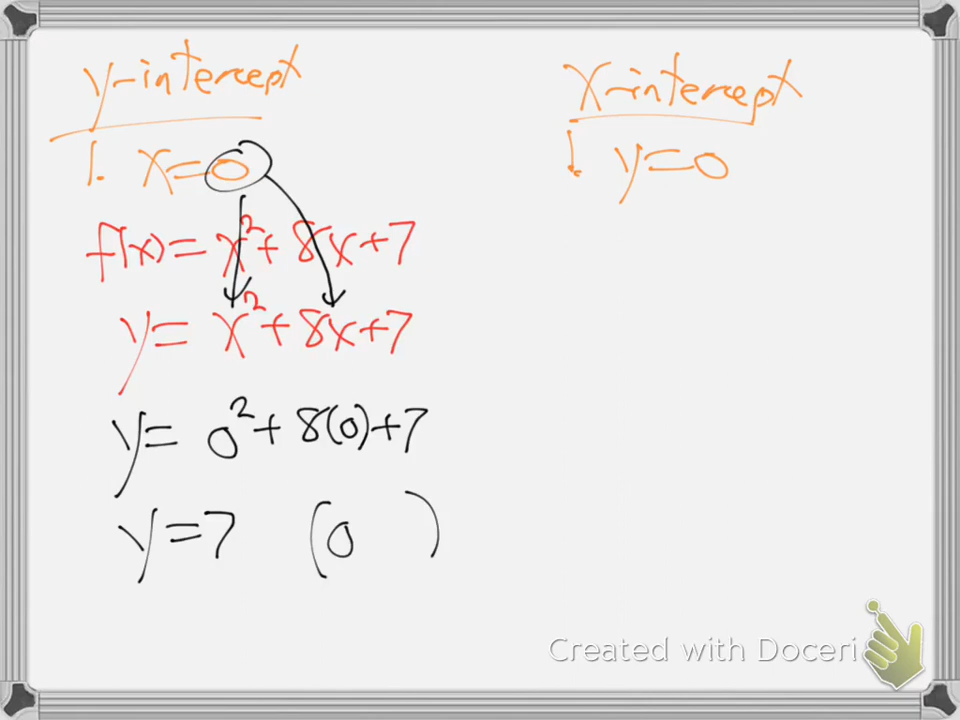 y-intercept
1. x=0
f(x)= x²+ 8x+7
y= x²+ 8x+7
y= 0²+ 8(0)+7
y=7 (0 )
x-intercept
1. y=0
Created with Doceri